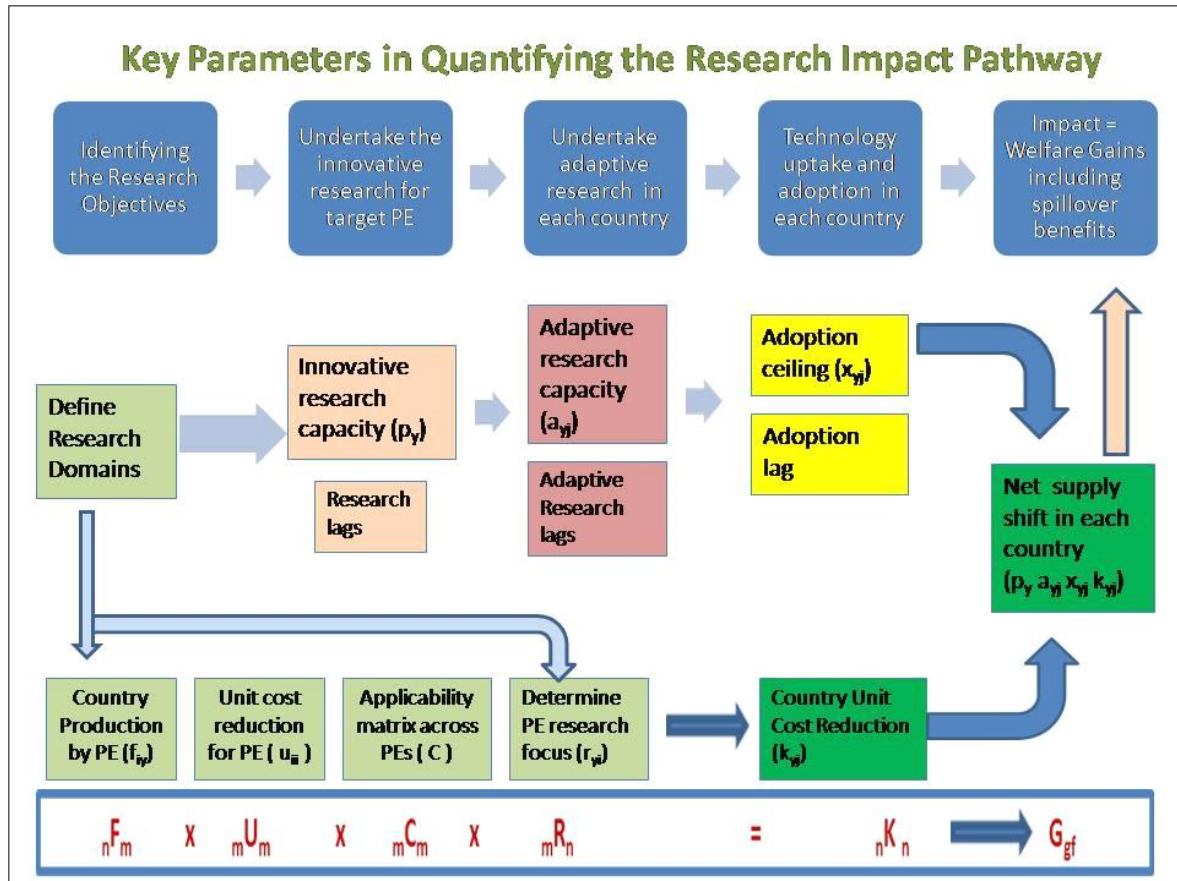 Key Parameters in Quantifying the Research Impact Pathway
Identifying
the Research
Objectives
Undertake the
innovative
research for
target PE
Undertake
adaptive
research in
each country
Technology
uptake and
adoption in
each country
Impact =
Welfare Gains
including
spillover
benefits
Define
Research
Domains
Innovative
research
capacity (py)
Research
lags
Adaptive
research
capacity
(ayj)
Adaptive
Research
lags
Adoption
ceiling (xyj)
Adoption
lag
Net supply
shift in each
country
(py ayj xyj kyj)
Country
Production
by PE (fiy)
Unit cost
reduction
for PE ( uii )
Applicability
matrix across
PEs ( C )
Determine
PE research
focus (ryi)
Country Unit
Cost Reduction
(kyj)
nFm x mUm x mCm x mRn = nK n Ggf